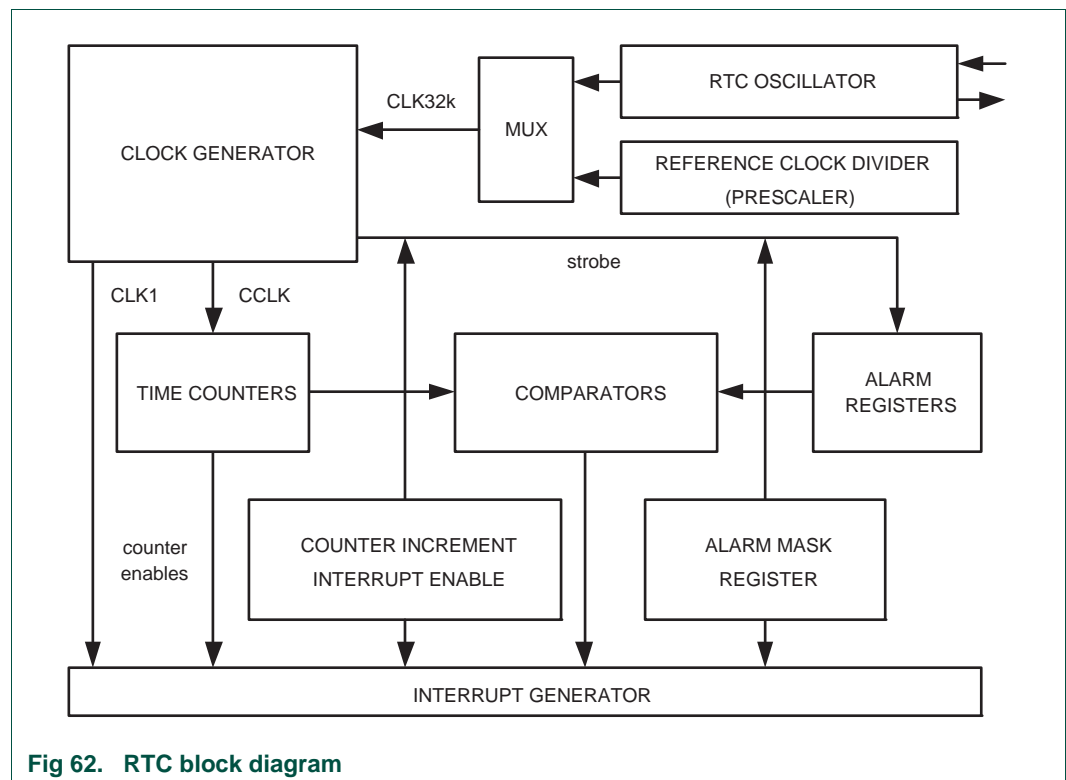 RTC OSCILLATOR
CLK32k
MUX
CLOCK GENERATOR
REFERENCE CLOCK DIVIDER
(PRESCALER)
strobe
CLK1
CCLK
TIME COUNTERS
COMPARATORS
ALARM
REGISTERS
counter
enables
COUNTER INCREMENT
INTERRUPT ENABLE
ALARM MASK
REGISTER
INTERRUPT GENERATOR
Fig 62. RTC block diagram